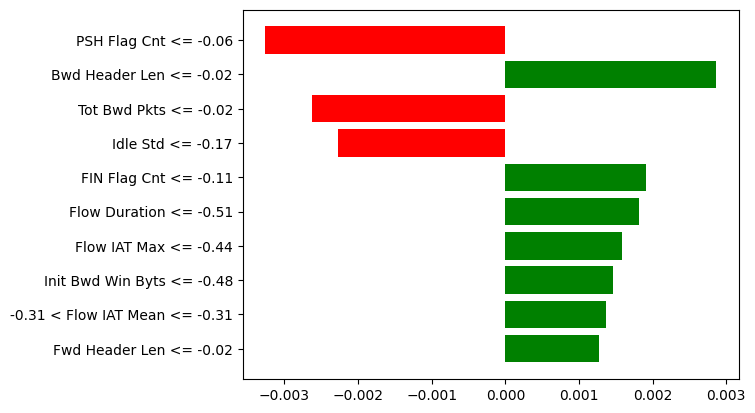 PSH Flag Cnt <= -0.06
Bwd Header Len <= -0.02
Tot Bwd Pkts <= -0.02
Idle Std <= -0.17
FIN Flag Cnt <= -0.11
Flow Duration <= -0.51
Flow IAT Max <= -0.44
Init Bwd Win Byts <= -0.48
-0.31 < Flow IAT Mean <= -0.31
Fwd Header Len <= -0.02
−0.003 −0.002 −0.001 0.000 0.001 0.002 0.003